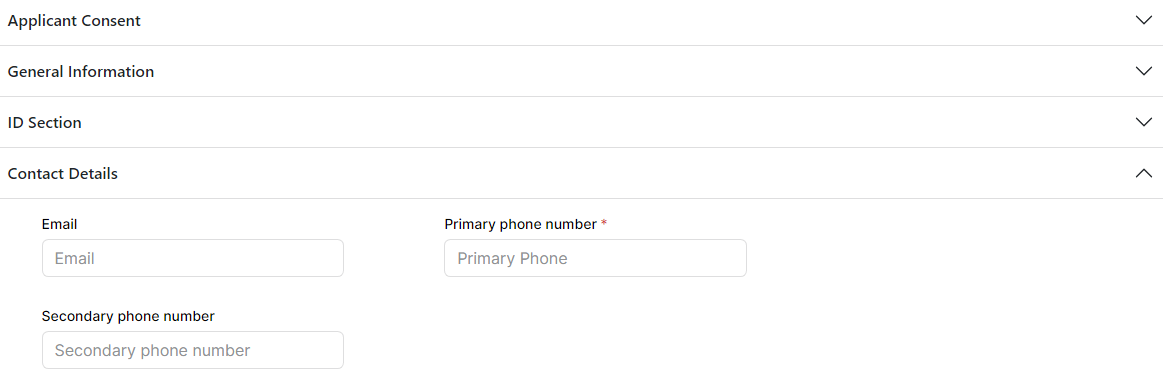 Applicant Consent
General Information
ID Section
Contact Details
Email
Primary phone number *
Email
Primary Phone
Secondary phone number
Secondary phone number